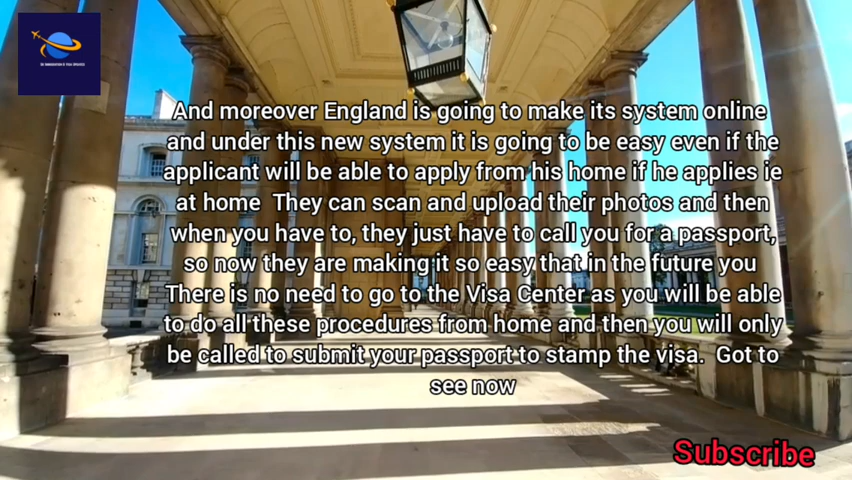 And moreover England is going to make its system online
and under this new system it is going to be easy even if the
applicant will be able to apply from his home if he applies ie
at home They can scan and upload their photos and then
when you have to, they just have to call you for a passport,
so now they are making it so easy that in the future you
There is no need to go to the Visa Center as you will be able
to do all these procedures from home and then you will only
be called to submit your passport to stamp the visa. Got to
see now
Subscribe